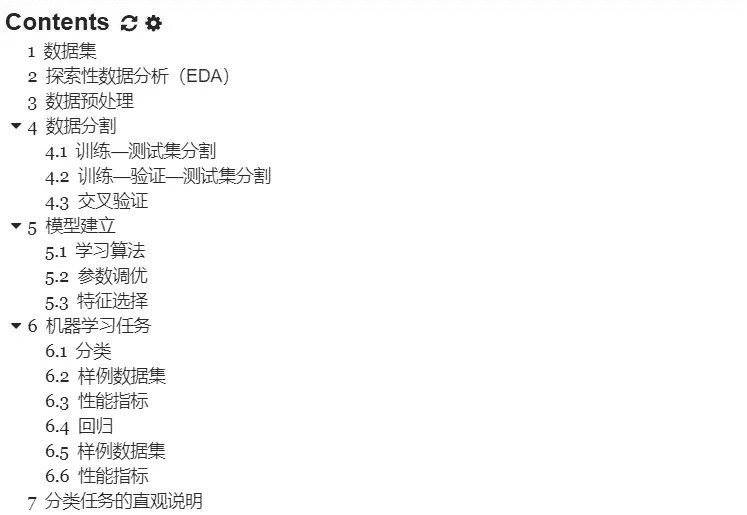 Contents
1 数据集
2 探索性数据分析（EDA）
3 数据预处理
4 数据分割
4.1 训练—测试集分割
4.2 训练—验证—测试集分割
4.3 交叉验证
5 模型建立
5.1 学习算法
5.2 参数调优
5.3 特征选择
6 机器学习任务
6.1 分类
6.2 样例数据集
6.3 性能指标
6.4 回归
6.5 样例数据集
6.6 性能指标
7 分类任务的直观说明